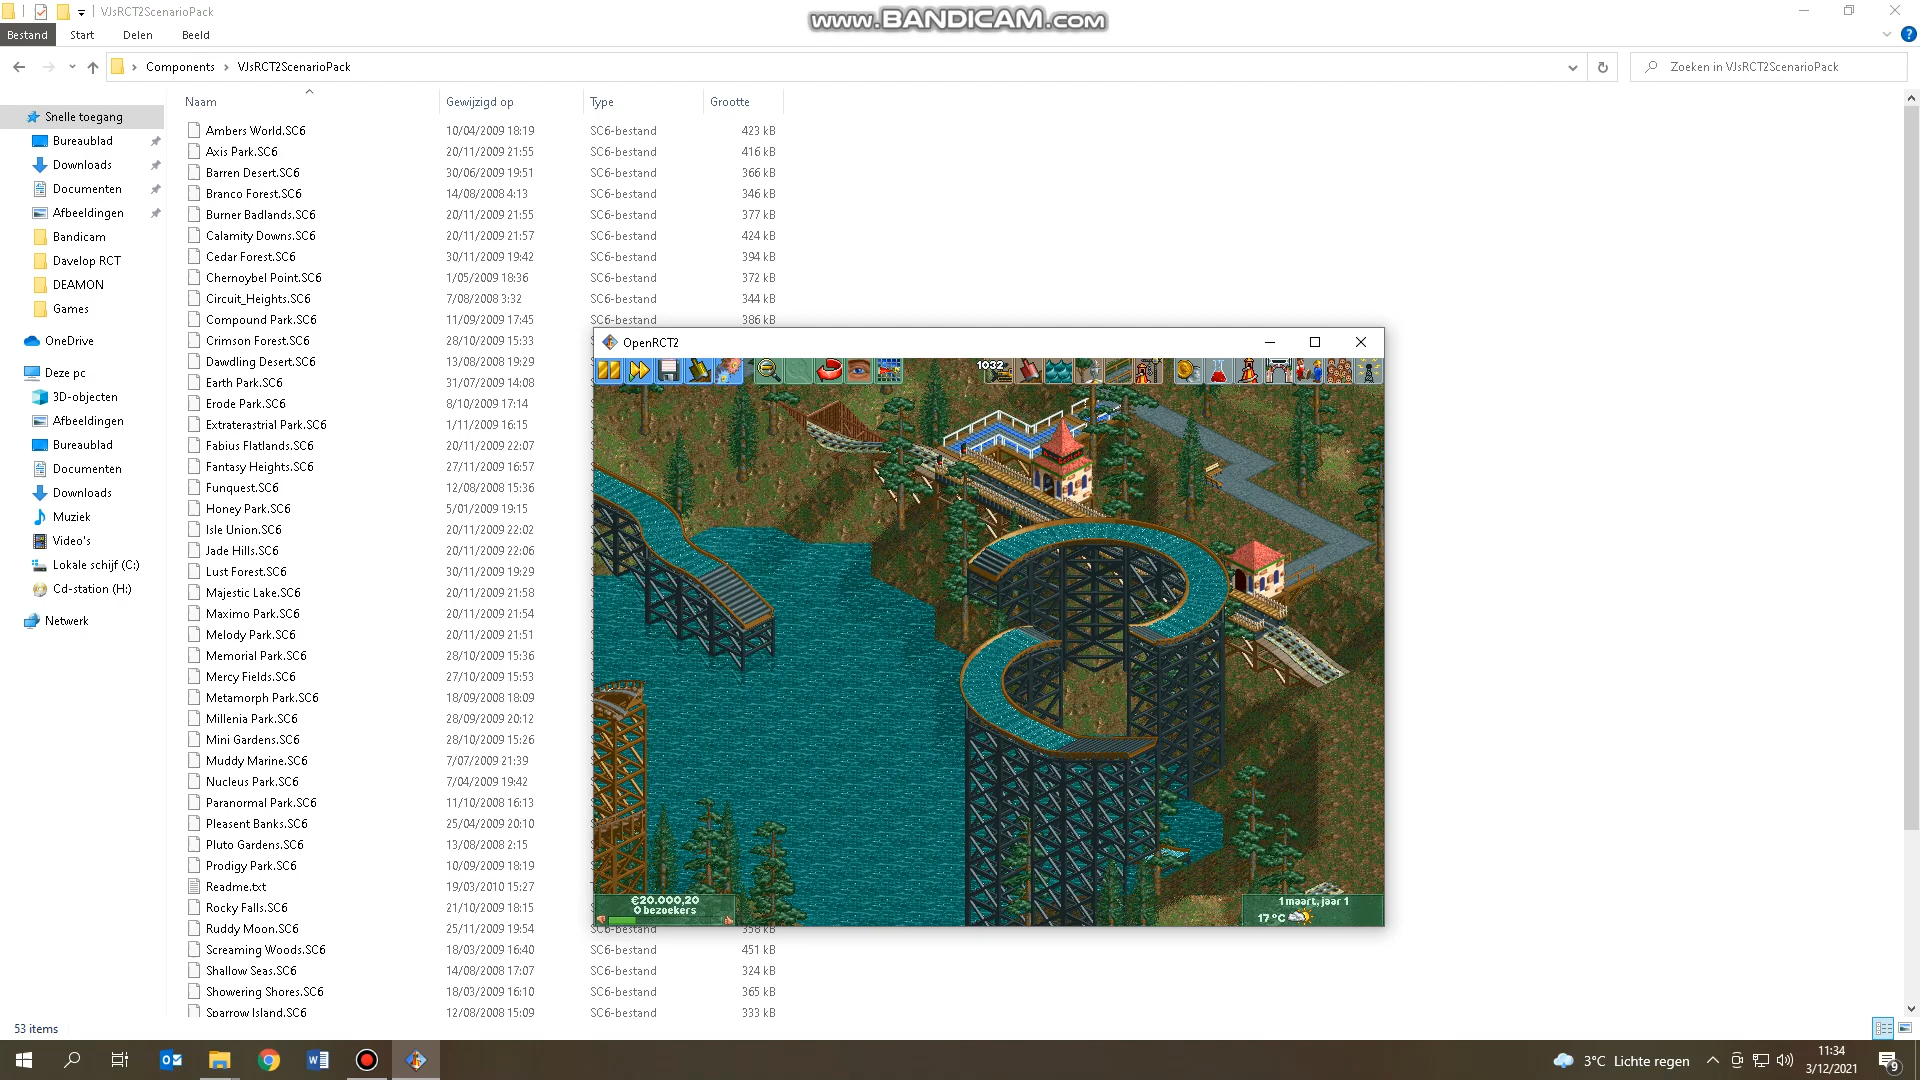 VJsRCT2ScenarioPack
www.BANDICAM.com
Bestand Start Delen Beeld
Components VJsRCT2ScenarioPack
Zoeken in VJsRCT2ScenarioPack
Naam Gewijzigd op Type Grootte
Snelle toegang
Bureaublad
Downloads
Documenten
Afbeeldingen
Bandicam
Davelop RCT
DEAMON
Games
OneDrive
Deze pc
3D-objecten
Afbeeldingen
Bureaublad
Documenten
Downloads
Muziek
Video's
Lokale schijf (C:)
Cd-station (H:)
Netwerk
Ambers World.SC6 10/04/2009 18:19 SC6-bestand 423 kB
Axis Park.SC6 20/11/2009 21:55 SC6-bestand 416 kB
Barren Desert.SC6 30/06/2009 19:51 SC6-bestand 366 kB
Branco Forest.SC6 14/08/2008 4:13 SC6-bestand 346 kB
Burner Badlands.SC6 20/11/2009 21:55 SC6-bestand 377 kB
Calamity Downs.SC6 20/11/2009 21:57 SC6-bestand 424 kB
Cedar Forest.SC6 30/11/2009 19:42 SC6-bestand 394 kB
Chernoybel Point.SC6 1/05/2009 18:36 SC6-bestand 372 kB
Circuit_Heights.SC6 7/08/2008 3:32 SC6-bestand 344 kB
Compound Park.SC6 11/09/2009 17:45 SC6-bestand 386 kB
Crimson Forest.SC6 28/10/2009 15:33
Dawdling Desert.SC6 13/08/2008 19:29
Earth Park.SC6 31/07/2009 14:08
Erode Park.SC6 8/10/2009 17:14
Extraterastrial Park.SC6 1/11/2009 16:15
Fabius Flatlands.SC6 20/11/2009 22:07
Fantasy Heights.SC6 27/11/2009 16:57
Funquest.SC6 12/08/2008 15:36
Honey Park.SC6 5/01/2009 19:15
Isle Union.SC6 20/11/2009 22:02
Jade Hills.SC6 20/11/2009 22:06
Lust Forest.SC6 30/11/2009 19:29
Majestic Lake.SC6 20/11/2009 21:58
Maximo Park.SC6 20/11/2009 21:54
Melody Park.SC6 20/11/2009 21:51
Memorial Park.SC6 28/10/2009 15:36
Mercy Fields.SC6 27/10/2009 15:53
Metamorph Park.SC6 18/09/2008 18:09
Millenia Park.SC6 28/09/2009 20:12
Mini Gardens.SC6 28/10/2009 15:26
Muddy Marine.SC6 7/07/2009 21:39
Nucleus Park.SC6 7/04/2009 19:42
Paranormal Park.SC6 11/10/2008 16:13
Pleasent Banks.SC6 25/04/2009 20:10
Pluto Gardens.SC6 13/08/2008 2:15
Prodigy Park.SC6 10/09/2009 18:19
Readme.txt 19/03/2010 15:27
Rocky Falls.SC6 21/10/2009 18:15
Ruddy Moon.SC6 25/11/2009 19:54 SC6-bestand 358 kB
Screaming Woods.SC6 18/03/2009 16:40 SC6-bestand 451 kB
Shallow Seas.SC6 14/08/2008 17:07 SC6-bestand 324 kB
Showering Shores.SC6 18/03/2009 16:10 SC6-bestand 365 kB
Sparrow Island.SC6 12/08/2008 15:09 SC6-bestand 333 kB
OpenRCT2
1032
€20.000,20
0 bezoekers
1 maart, jaar 1
17 °C
53 items
3°C Lichte regen
11:34
3/12/2021
9